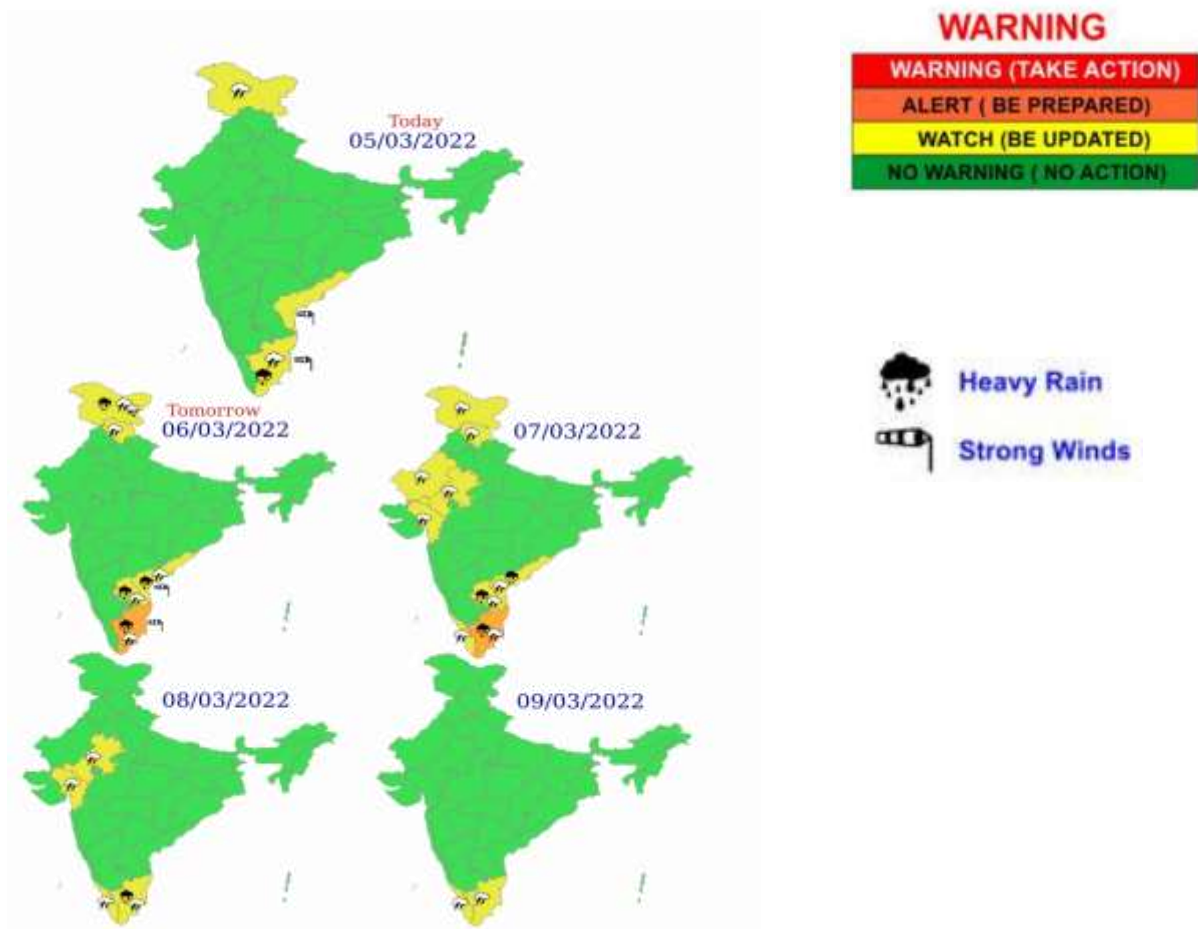 WARNING
WARNING (TAKE ACTION)
ALERT ( BE PREPARED)
WATCH (BE UPDATED)
NO WARNING ( NO ACTION)
Today
05/03/2022
Heavy Rain
Strong Winds
Tomorrow
06/03/2022
07/03/2022
08/03/2022
09/03/2022